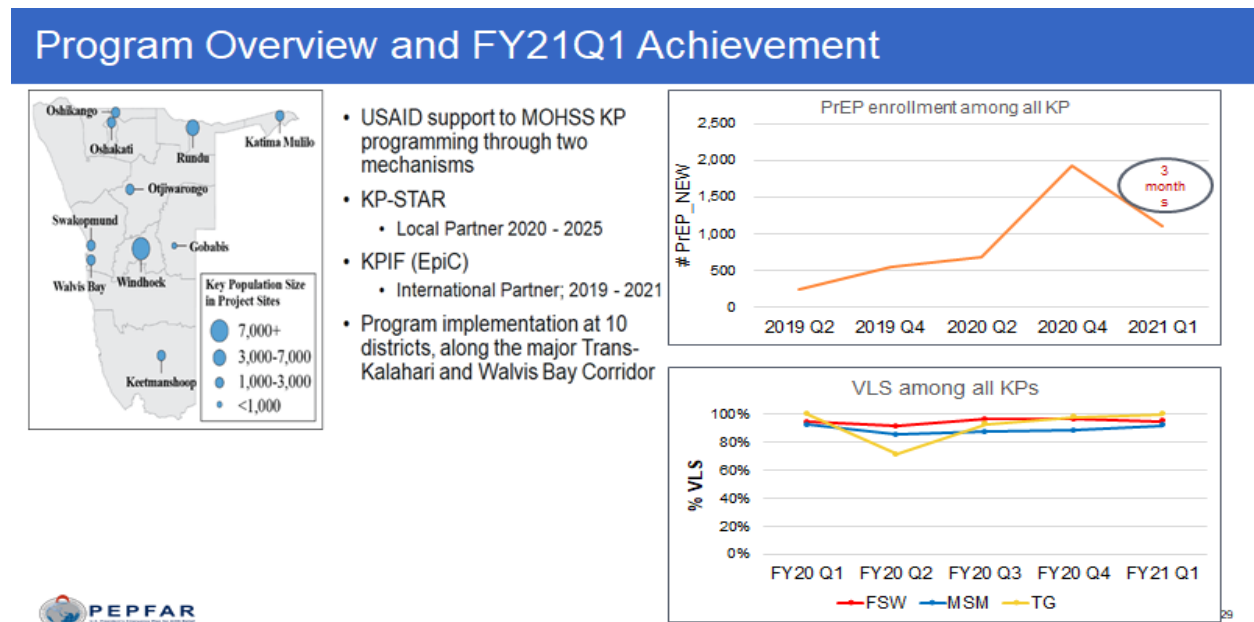 Program Overview and FY21Q1 Achievement
Oshikango
Oshakati
Rundu
Katima Mulilo
Otjiwarongo
Swakopmund
Gobabis
Walvis Bay
Windhoek
Keetmanshoop
Key Population Size
in Project Sites
7,000+
3,000-7,000
1,000-3,000
<1,000
• USAID support to MOHSS KP
programming through two
mechanisms
• KP-STAR
• Local Partner 2020 - 2025
• KPIF (EpiC)
• International Partner; 2019 - 2021
• Program implementation at 10
districts, along the major Trans-
Kalahari and Walvis Bay Corridor
PrEP enrollment among all KP
# PrEP_NEW
2,500
2,000
1,500
1,000
500
0
3
month
s
2019 Q2 2019 Q4 2020 Q2 2020 Q4 2021 Q1
VLS among all KPs
% VLS
100%
80%
60%
40%
20%
0%
FY20 Q1 FY20 Q2 FY20 Q3 FY20 Q4 FY21 Q1
FSW MSM TG
PEPFAR
29